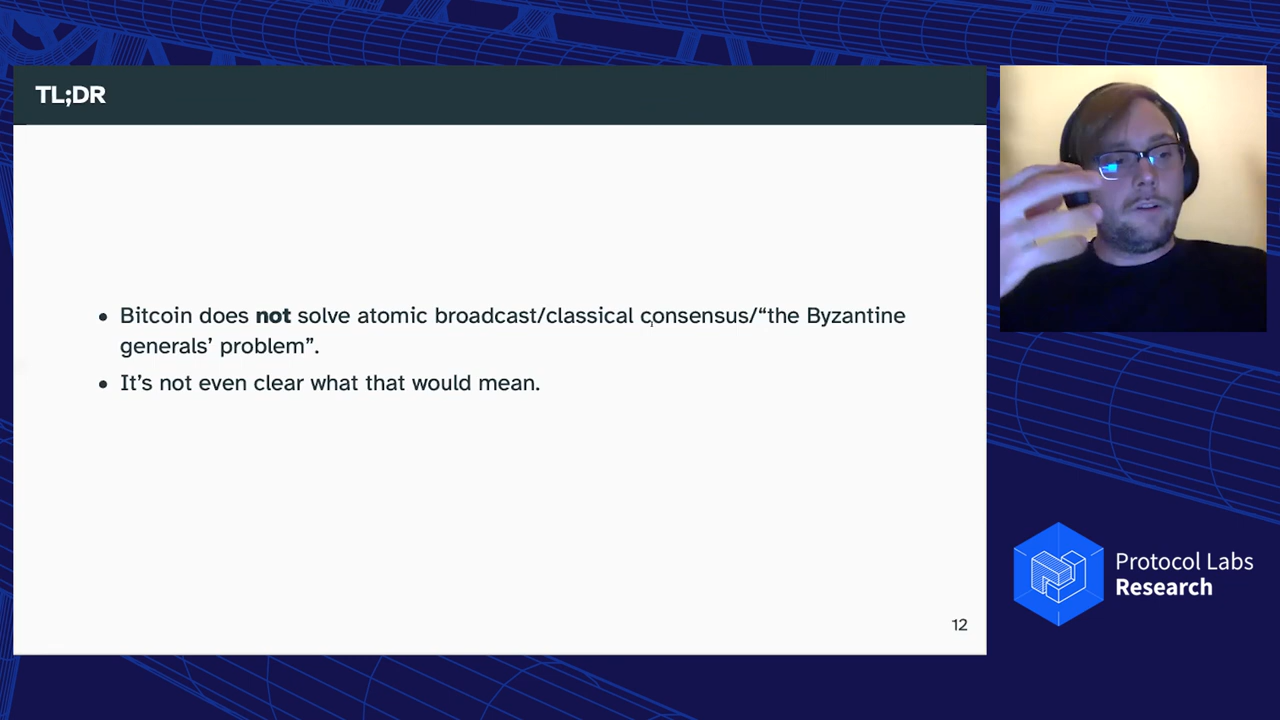 TL;DR
• Bitcoin does not solve atomic broadcast/classical consensus/“the Byzantine
generals’ problem”.
• It’s not even clear what that would mean.
12
Protocol Labs
Research